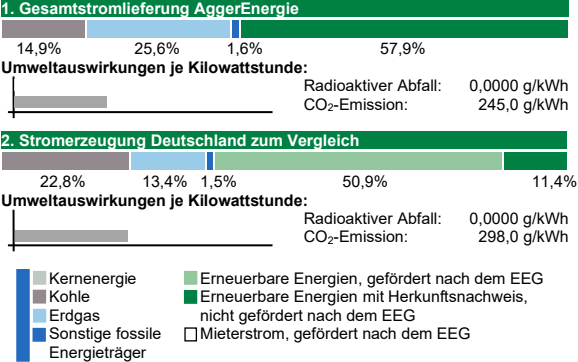 1. Gesamtstromlieferung AggerEnergie
14,9% 25,6% 1,6% 57,9%
Umweltauswirkungen je Kilowattstunde:
Radioaktiver Abfall: 0,0000 g/kWh
CO₂-Emission: 245,0 g/kWh
2. Stromerzeugung Deutschland zum Vergleich
22,8% 13,4% 1,5% 50,9% 11,4%
Umweltauswirkungen je Kilowattstunde:
Radioaktiver Abfall: 0,0000 g/kWh
CO₂-Emission: 298,0 g/kWh
Kernenergie
Kohle
Erdgas
Sonstige fossile
Energieträger
Erneuerbare Energien, gefördert nach dem EEG
Erneuerbare Energien mit Herkunftsnachweis,
nicht gefördert nach dem EEG
Mieterstrom, gefördert nach dem EEG